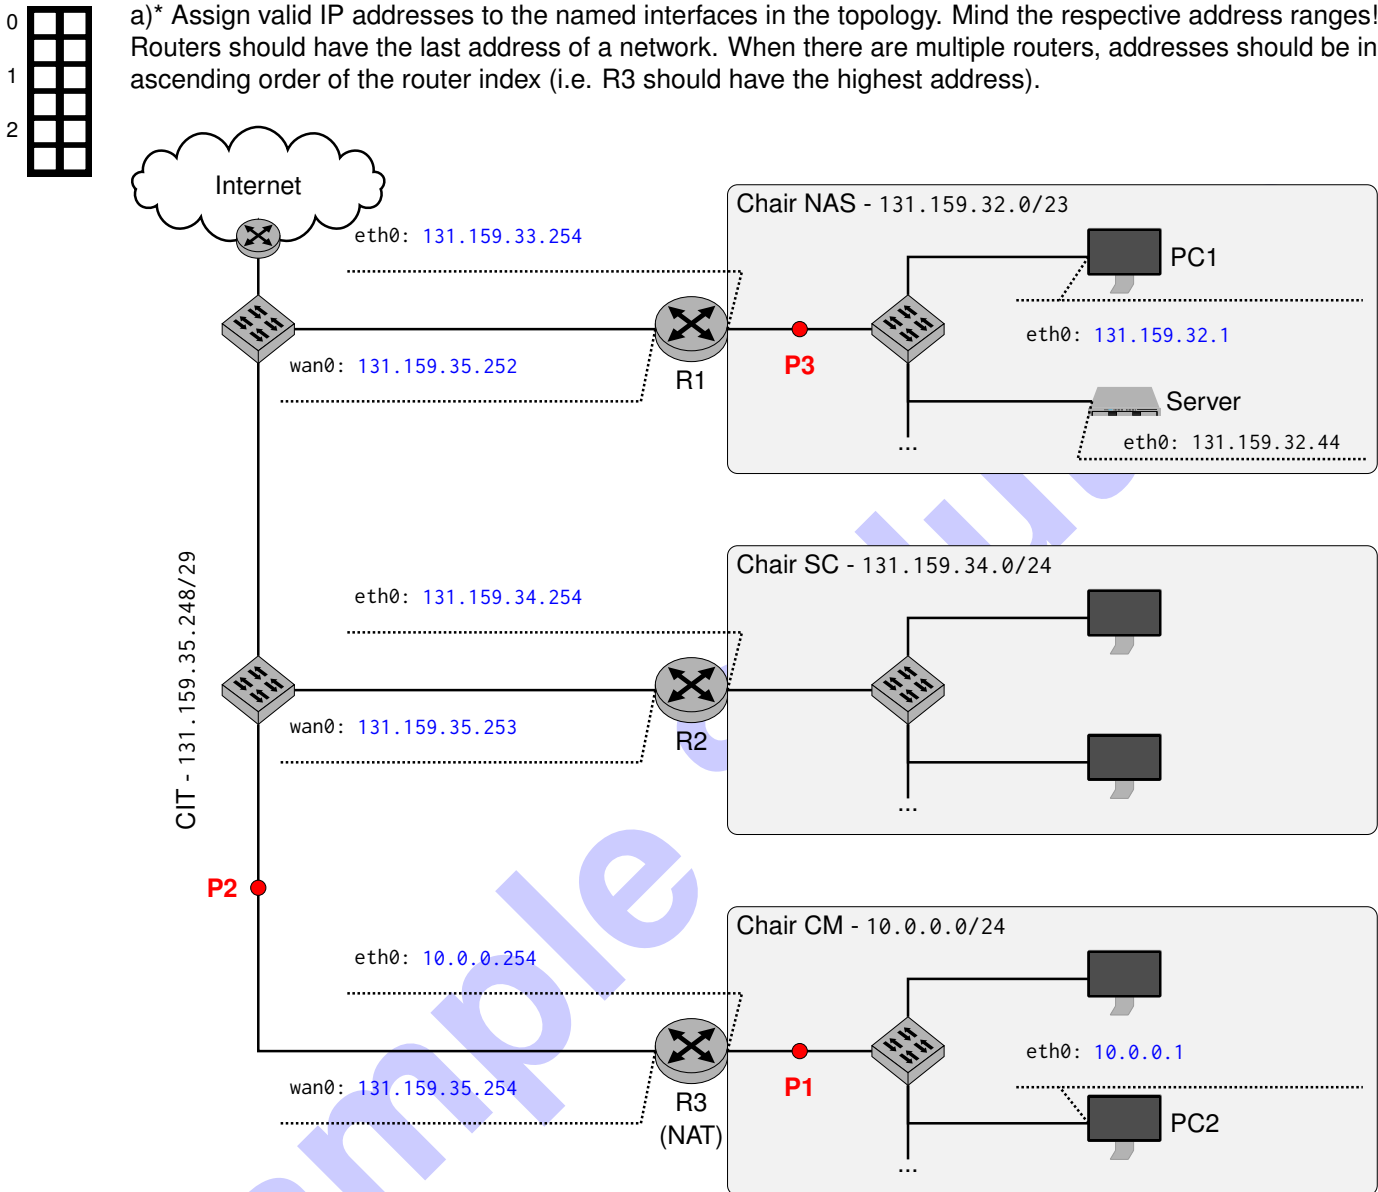 a)* Assign valid IP addresses to the named interfaces in the topology. Mind the respective address ranges!
Routers should have the last address of a network. When there are multiple routers, addresses should be in
ascending order of the router index (i.e. R3 should have the highest address).
0
1
2
Internet
eth0: 131.159.33.254
wan0: 131.159.35.252
R1
P3
Chair NAS - 131.159.32.0/23
PC1
eth0: 131.159.32.1
Server
eth0: 131.159.32.44
...
CIT - 131.159.35.248/29
eth0: 131.159.34.254
wan0: 131.159.35.253
R2
Chair SC - 131.159.34.0/24
...
P2
eth0: 10.0.0.254
wan0: 131.159.35.254
R3
(NAT)
P1
Chair CM - 10.0.0.0/24
eth0: 10.0.0.1
PC2
...